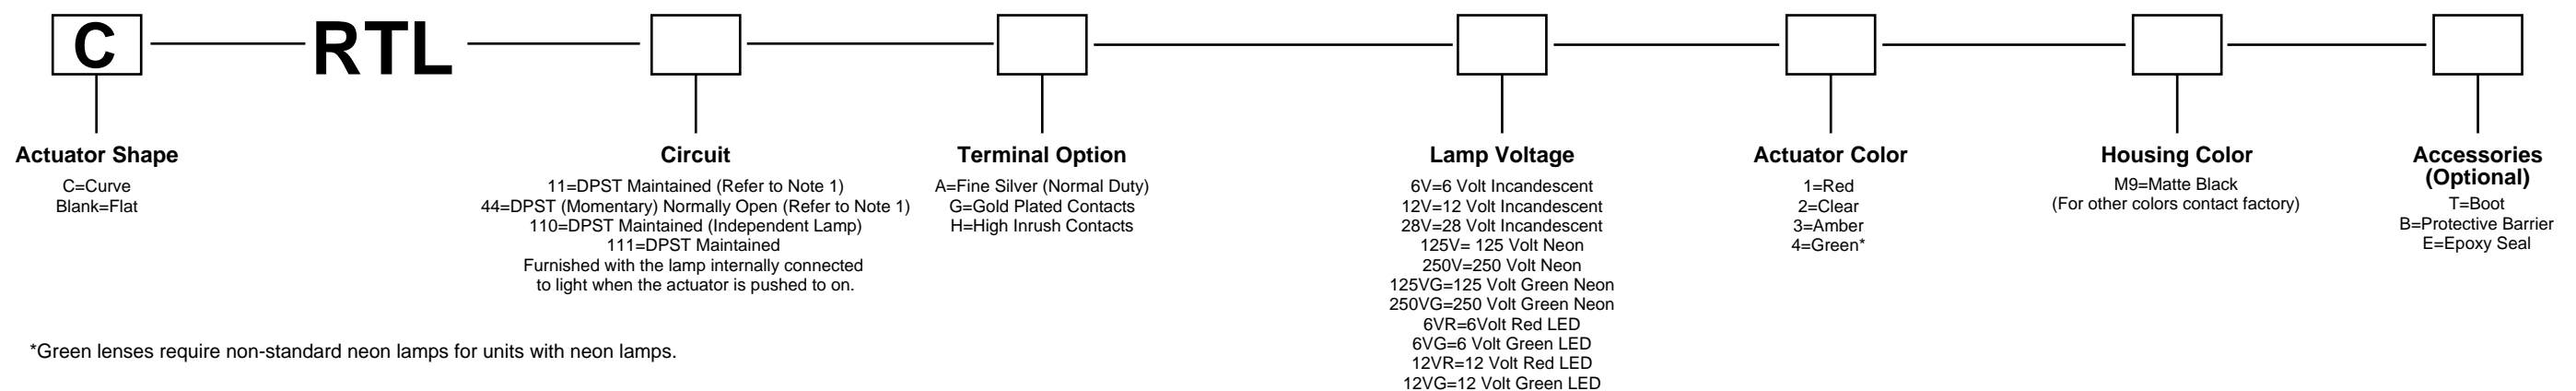 C RTL
Actuator Shape
C=Curve
Blank=Flat
Circuit
11=DPST Maintained (Refer to Note 1)
44=DPST (Momentary) Normally Open (Refer to Note 1)
110=DPST Maintained (Independent Lamp)
111=DPST Maintained
Furnished with the lamp internally connected
to light when the actuator is pushed to on.
Terminal Option
A=Fine Silver (Normal Duty)
G=Gold Plated Contacts
H=High Inrush Contacts
Lamp Voltage
6V=6 Volt Incandescent
12V=12 Volt Incandescent
28V=28 Volt Incandescent
125V= 125 Volt Neon
250V=250 Volt Neon
125VG=125 Volt Green Neon
250VG=250 Volt Green Neon
6VR=6Volt Red LED
6VG=6 Volt Green LED
12VR=12 Volt Red LED
12VG=12 Volt Green LED
Actuator Color
1=Red
2=Clear
3=Amber
4=Green*
Housing Color
M9=Matte Black
(For other colors contact factory)
Accessories
(Optional)
T=Boot
B=Protective Barrier
E=Epoxy Seal
*Green lenses require non-standard neon lamps for units with neon lamps.